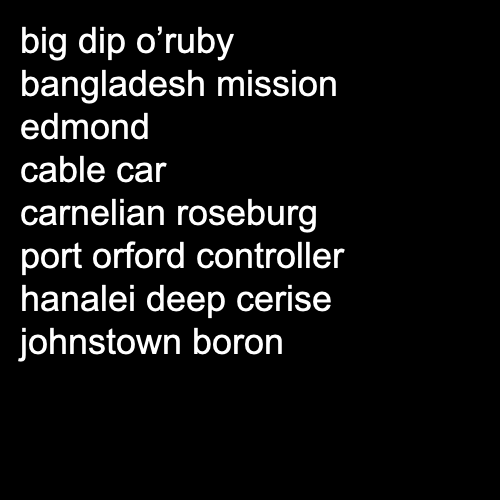 big dip o’ruby
bangladesh mission
edmond
cable car
carnelian roseburg
port orford controller
hanalei deep cerise
johnstown boron